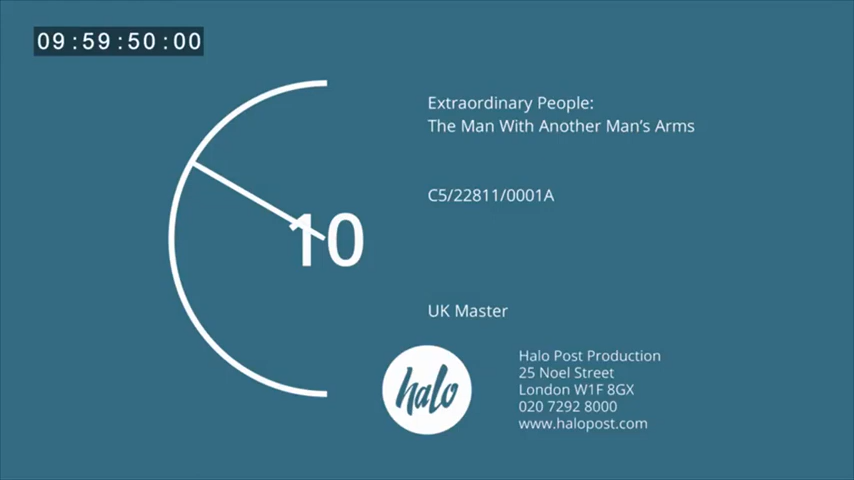 09:59:50:00
Extraordinary People:
The Man With Another Man's Arms
C5/22811/0001A
10
UK Master
halo
Halo Post Production
25 Noel Street
London W1F 8GX
020 7292 8000
www.halopost.com